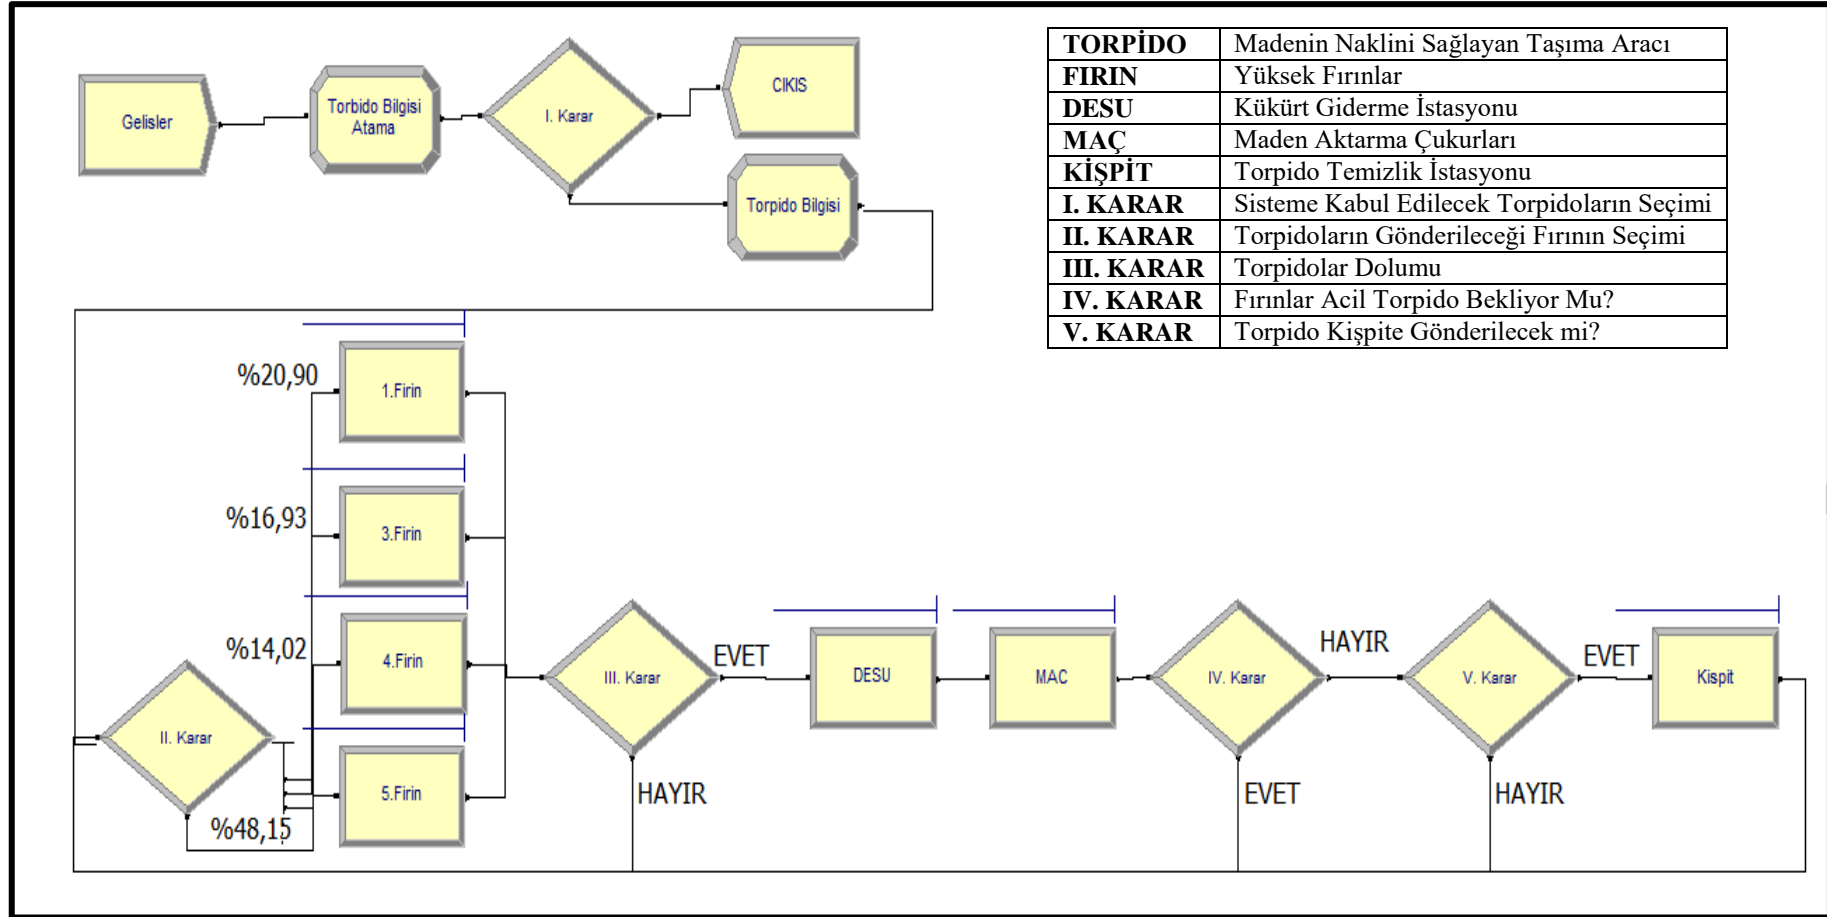 Gelisler
Torbido Bilgisi
Atama
I. Karar
CIKIS
Torpido Bilgisi
TORPİDO Madenin Naklini Sağlayan Taşıma Aracı
FIRIN Yüksek Fırınlar
DESU Kükürt Giderme İstasyonu
MAÇ Maden Aktarma Çukurları
KİŞPİT Torpido Temizlik İstasyonu
I. KARAR Sisteme Kabul Edilecek Torpidoların Seçimi
II. KARAR Torpidoların Gönderileceği Fırının Seçimi
III. KARAR Torpidolar Dolumu
IV. KARAR Fırınlar Acil Torpido Bekliyor Mu?
V. KARAR Torpido Kişpite Gönderilecek mi?
%20,90
1.Firin
%16,93
3.Firin
%14,02
4.Firin
II. Karar
%48,15
5.Firin
III. Karar
EVET
HAYIR
DESU
MAC
IV. Karar
HAYIR
EVET
V. Karar
EVET
HAYIR
Kispit